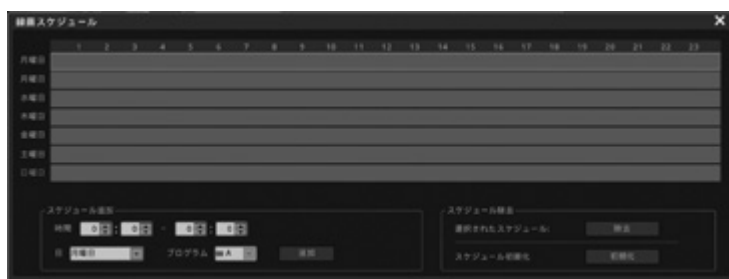 録画スケジュール
1 2 3 4 5 6 7 8 9 10 11 12 13 14 15 16 17 18 19 20 21 22 23
月曜日
月曜日
水曜日
木曜日
金曜日
土曜日
日曜日
スケジュール追加
時間 0 : 0 - 0 : 0
日 月曜日 プログラム 追加
スケジュール除去
選択されたスケジュール: 除去
スケジュール初期化 初期化